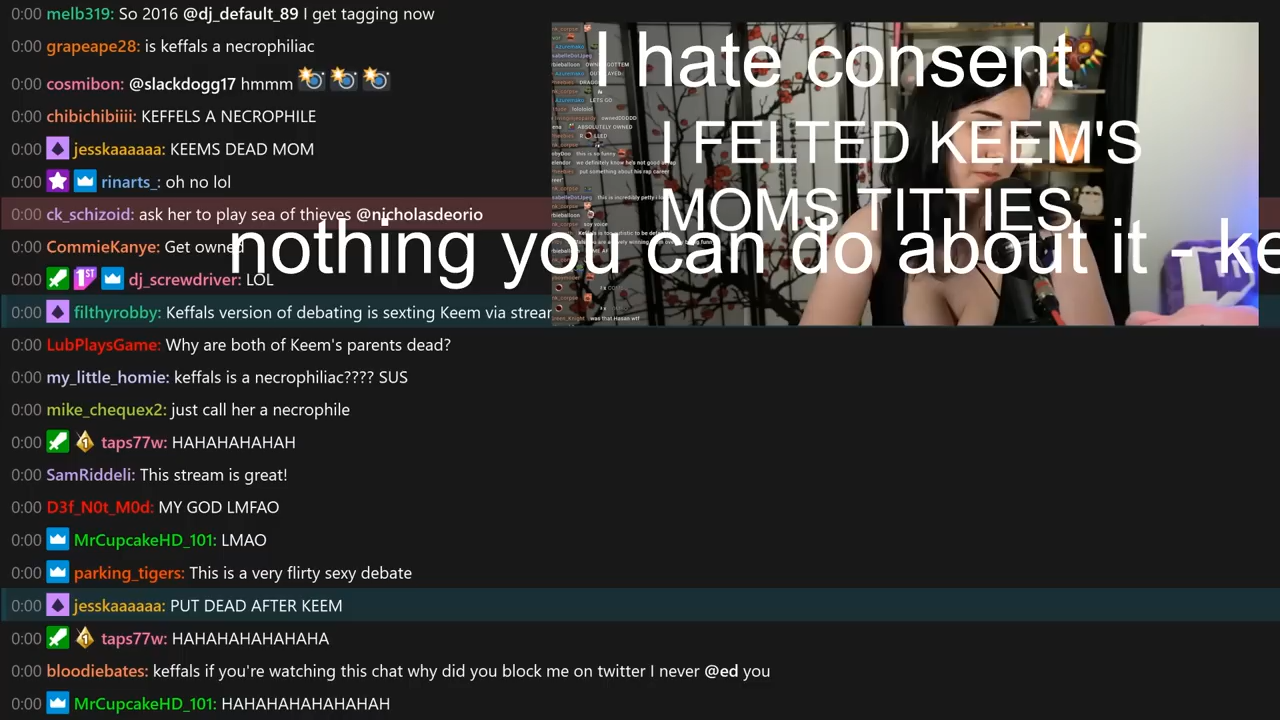 0:00 melb319: So 2016 @dj_default_89 I get tagging now
0:00 grapeape28: is keffals a necrophiliac
0:00 cosmibon: @slackaogg17 hmmm
0:00 chibichibiiii: KEFFELS A NECROPHILE
0:00 jesskaaaaaa: KEEMS DEAD MOM
0:00 rinarts_: oh no lol
0:00 ck_schizoid: ask her to play sea of thieves @nicholasdeorio
0:00 CommieKanye: Get owned
0:00 1ST dj_screwdriver: LOL
0:00 filthyrobby: Keffals version of debating is sexting Keem via strea
0:00 LubPlaysGame: Why are both of Keem's parents dead?
0:00 my_little_homie: keffals is a necrophiliac???? SUS
0:00 mike_chequex2: just call her a necrophile
0:00 1 taps77w: HAHAHAHAHAH
0:00 SamRiddeli: This stream is great!
0:00 D3f_N0t_M0d: MY GOD LMFAO
0:00 MrCupcakeHD_101: LMAO
0:00 parking_tigers: This is a very flirty sexy debate
0:00 jesskaaaaaa: PUT DEAD AFTER KEEM
0:00 1 taps77w: HAHAHAHAHAHAHA
0:00 bloodiebates: keffals if you're watching this chat why did you block me on twitter I never @ed you
0:00 MrCupcakeHD_101: HAHAHAHAHAHAHAH
I hate consent
I FELTED KEEM'S
MOMS TITTIES
nothing you can do about it - ke